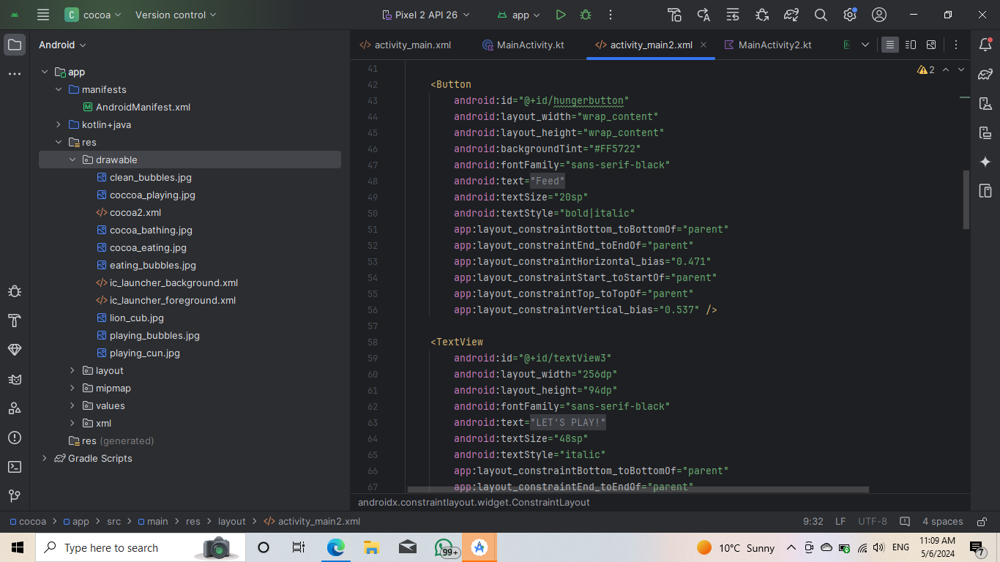 C cocoa Version control Pixel 2 API 26 app
Android
activity_main.xml MainActivity.kt activity_main2.xml MainActivity2.kt
app
manifests
AndroidManifest.xml
kotlin+java
res
drawable
clean_bubbles.jpg
coccoa_playing.jpg
cocoa2.xml
cocoa_bathing.jpg
cocoa_eating.jpg
eating_bubbles.jpg
ic_launcher_background.xml
ic_launcher_foreground.xml
lion_cub.jpg
playing_bubbles.jpg
playing_cun.jpg
layout
mipmap
values
xml
res (generated)
Gradle Scripts
2
41
42 <Button
43 android:id="@+id/hungerbutton"
44 android:layout_width="wrap_content"
45 android:layout_height="wrap_content"
46 android:backgroundTint="#FF5722"
47 android:fontFamily="sans-serif-black"
48 android:text="Feed"
49 android:textSize="20sp"
50 android:textStyle="bold|italic"
51 app:layout_constraintBottom_toBottomOf="parent"
52 app:layout_constraintEnd_toEndOf="parent"
53 app:layout_constraintHorizontal_bias="0.471"
54 app:layout_constraintStart_toStartOf="parent"
55 app:layout_constraintTop_toTopOf="parent"
56 app:layout_constraintVertical_bias="0.537" />
57
58 <TextView
59 android:id="@+id/textView3"
60 android:layout_width="256dp"
61 android:layout_height="94dp"
62 android:fontFamily="sans-serif-black"
63 android:text="LET'S PLAY!"
64 android:textSize="48sp"
65 android:textStyle="italic"
66 app:layout_constraintBottom_toBottomOf="parent"
67 app:layout_constraintEnd_toEndOf="parent"
androidx.constraintlayout.widget.ConstraintLayout
cocoa > app > src > main > res > layout > activity_main2.xml 9:32 LF UTF-8 4 spaces
Type here to search 99+ 10°C Sunny ENG 11:09 AM
5/6/2024 7